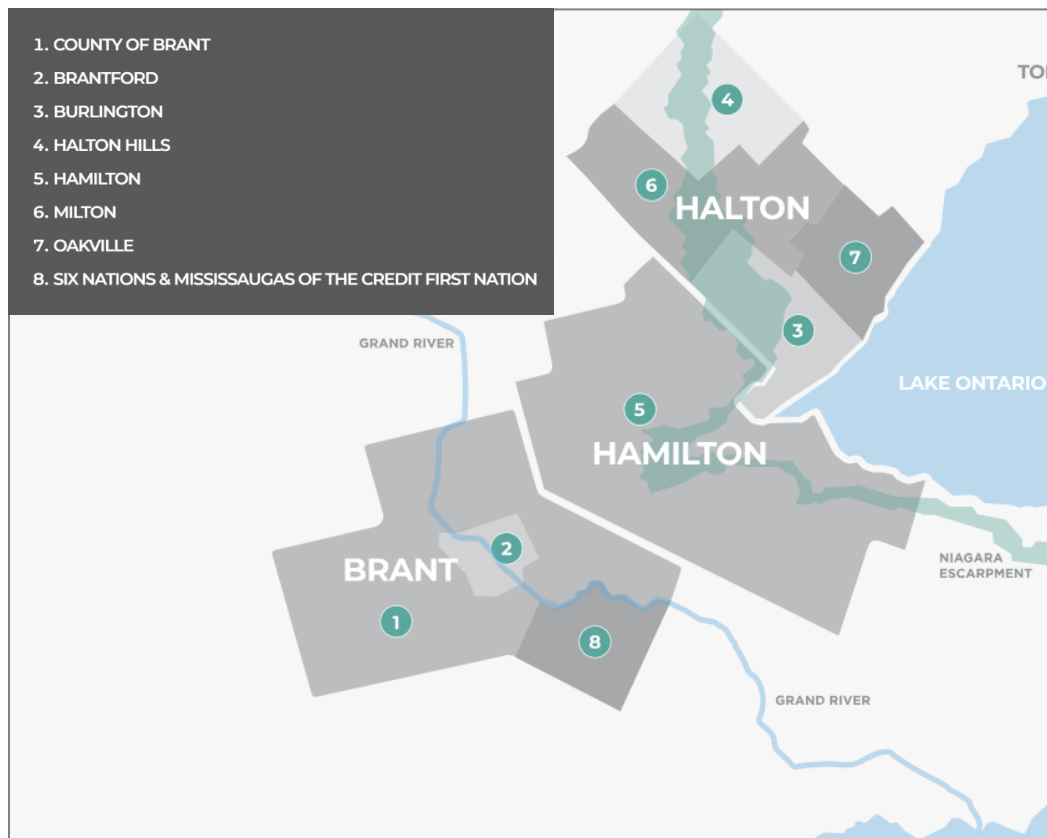 1. COUNTY OF BRANT
2. BRANTFORD
3. BURLINGTON
4. HALTON HILLS
5. HAMILTON
6. MILTON
7. OAKVILLE
8. SIX NATIONS & MISSISSAUGAS OF THE CREDIT FIRST NATION
TO
4
6
HALTON
7
3
GRAND RIVER
LAKE ONTARIO
5
HAMILTON
2
BRANT
NIAGARA
ESCARPMENT
1
8
GRAND RIVER